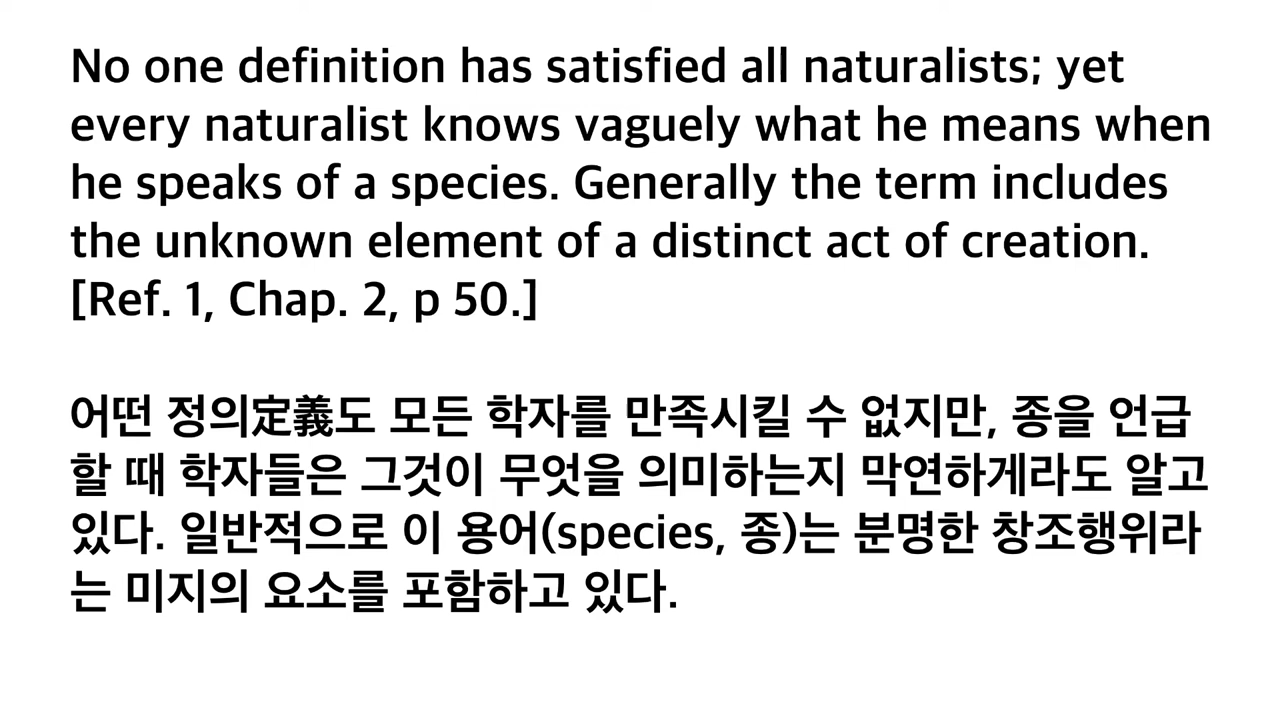 No one definition has satisfied all naturalists; yet
every naturalist knows vaguely what he means when
he speaks of a species. Generally the term includes
the unknown element of a distinct act of creation.
[Ref. 1, Chap. 2, p 50.]
어떤 정의定義도 모든 학자를 만족시킬 수 없지만, 종을 언급
할 때 학자들은 그것이 무엇을 의미하는지 막연하게라도 알고
있다. 일반적으로 이 용어(species, 종)는 분명한 창조행위라
는 미지의 요소를 포함하고 있다.